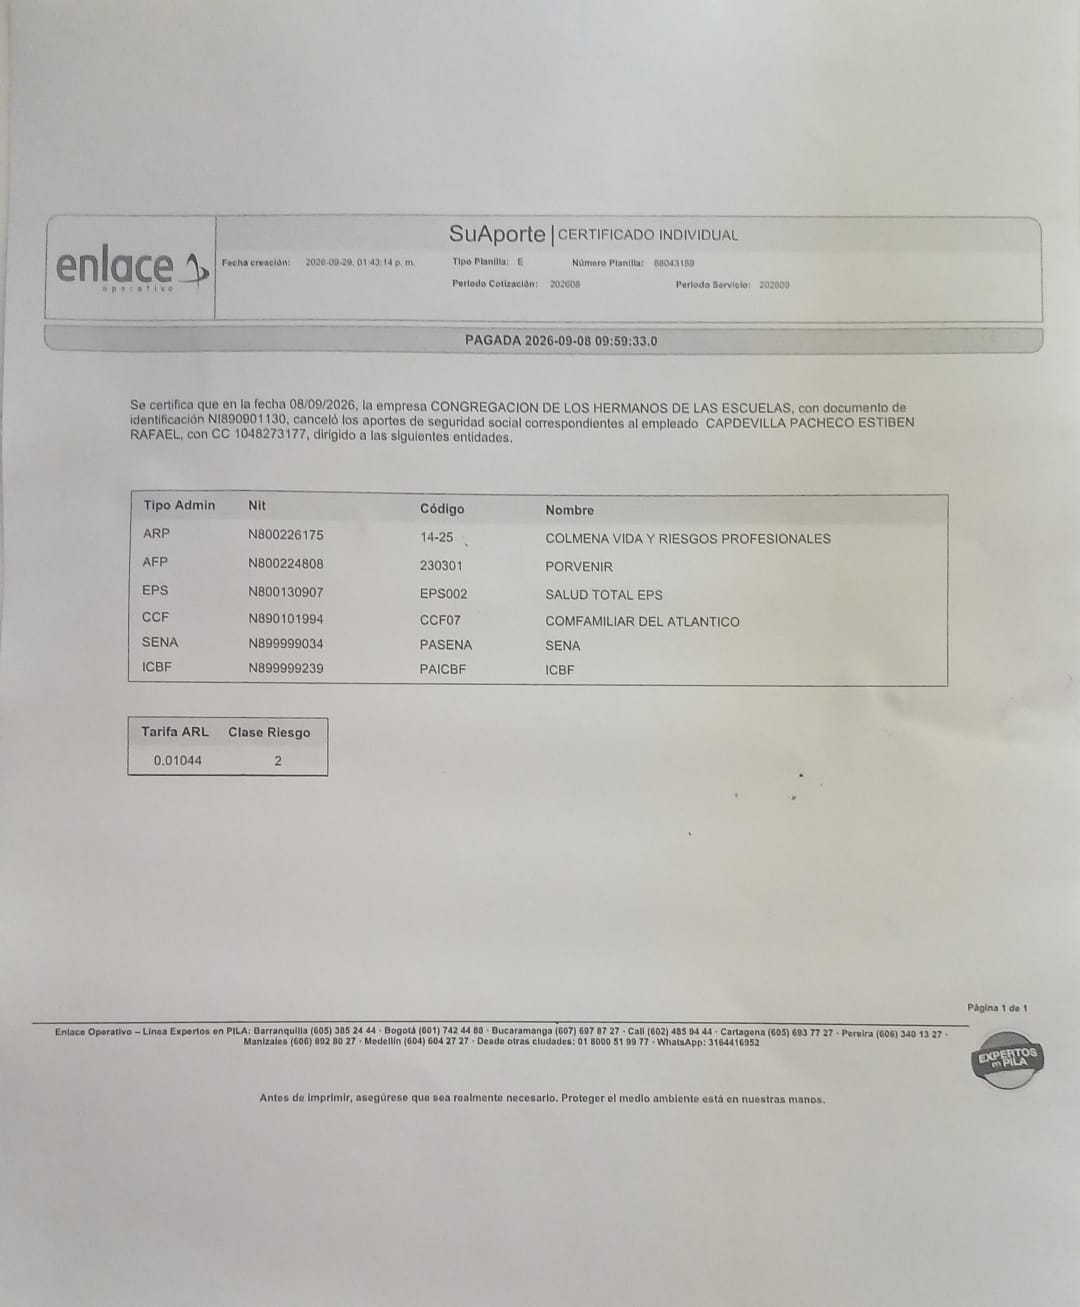 enlace
operativo
SuAporte | CERTIFICADO INDIVIDUAL
Fecha creación: 2026-09-29, 01:43:14 p. m. Tipo Planilla: E Número Planilla: 88043159
Periodo Cotización: 202608 Periodo Servicio: 202609
PAGADA 2026-09-08 09:59:33.0
Se certifica que en la fecha 08/09/2026, la empresa CONGREGACION DE LOS HERMANOS DE LAS ESCUELAS, con documento de
identificación NI890901130, canceló los aportes de seguridad social correspondientes al empleado CAPDEVILLA PACHECO ESTIBEN
RAFAEL, con CC 1048273177, dirigido a las siguientes entidades.
Tipo Admin Nit Código Nombre
ARP N800226175 14-25 COLMENA VIDA Y RIESGOS PROFESIONALES
AFP N800224808 230301 PORVENIR
EPS N800130907 EPS002 SALUD TOTAL EPS
CCF N890101994 CCF07 COMFAMILIAR DEL ATLANTICO
SENA N899999034 PASENA SENA
ICBF N899999239 PAICBF ICBF
Tarifa ARL Clase Riesgo
0.01044 2
Página 1 de 1
Enlace Operativo – Línea Expertos en PILA: Barranquilla (605) 385 24 44 · Bogotá (601) 742 44 88 · Bucaramanga (607) 697 87 27 · Cali (602) 485 94 44 · Cartagena (605) 693 77 27 · Pereira (606) 340 13 27 ·
Manizales (606) 892 80 27 · Medellín (604) 604 27 27 · Desde otras ciudades: 01 8000 51 99 77 · WhatsApp: 3164416952
EXPERTOS
en PILA
Antes de imprimir, asegúrese que sea realmente necesario. Proteger el medio ambiente está en nuestras manos.